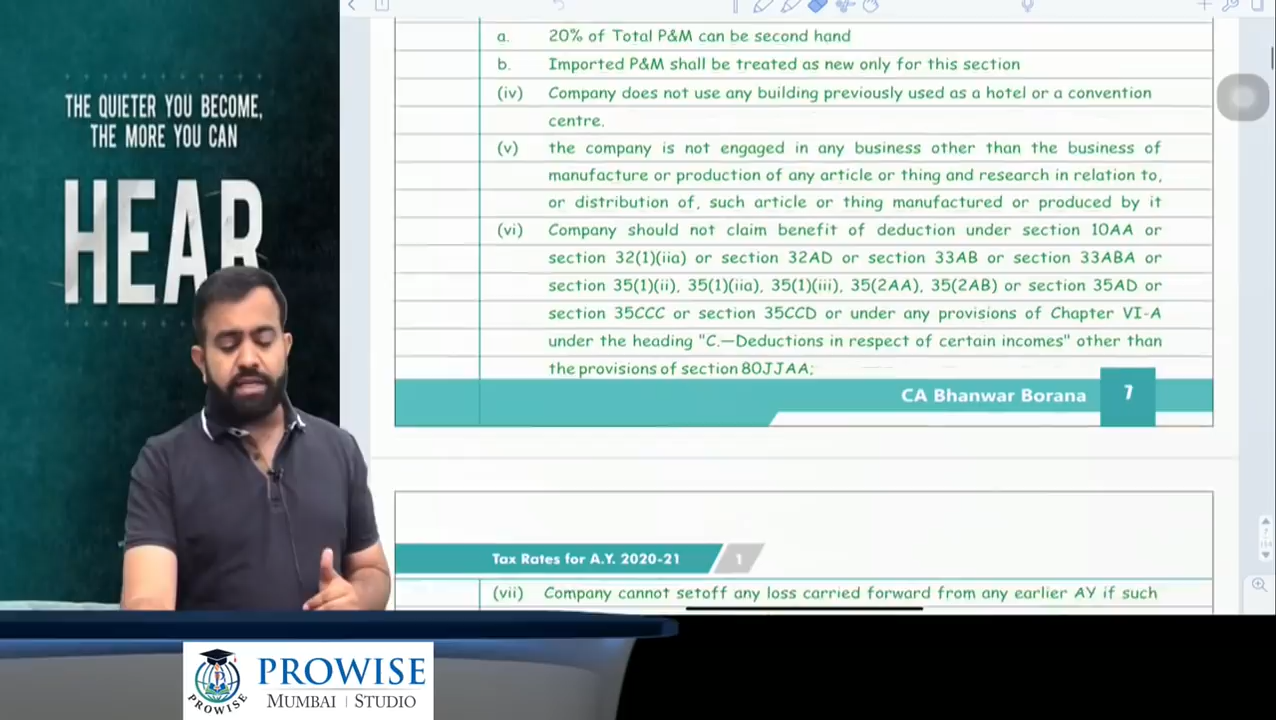 THE QUIETER YOU BECOME,
THE MORE YOU CAN
HEAR
a. 20% of Total P&M can be second hand
b. Imported P&M shall be treated as new only for this section
(iv) Company does not use any building previously used as a hotel or a convention
centre.
(v) the company is not engaged in any business other than the business of
manufacture or production of any article or thing and research in relation to,
or distribution of, such article or thing manufactured or produced by it
(vi) Company should not claim benefit of deduction under section 10AA or
section 32(1)(iia) or section 32AD or section 33AB or section 33ABA or
section 35(1)(ii), 35(1)(iia), 35(1)(iii), 35(2AA), 35(2AB) or section 35AD or
section 35CCC or section 35CCD or under any provisions of Chapter VI-A
under the heading "C.—Deductions in respect of certain incomes" other than
the provisions of section 80JJAA;
CA Bhanwar Borana 7
Tax Rates for A.Y. 2020-21 1
(vii) Company cannot setoff any loss carried forward from any earlier AY if such
PROWISE
PROWISE
MUMBAI | STUDIO